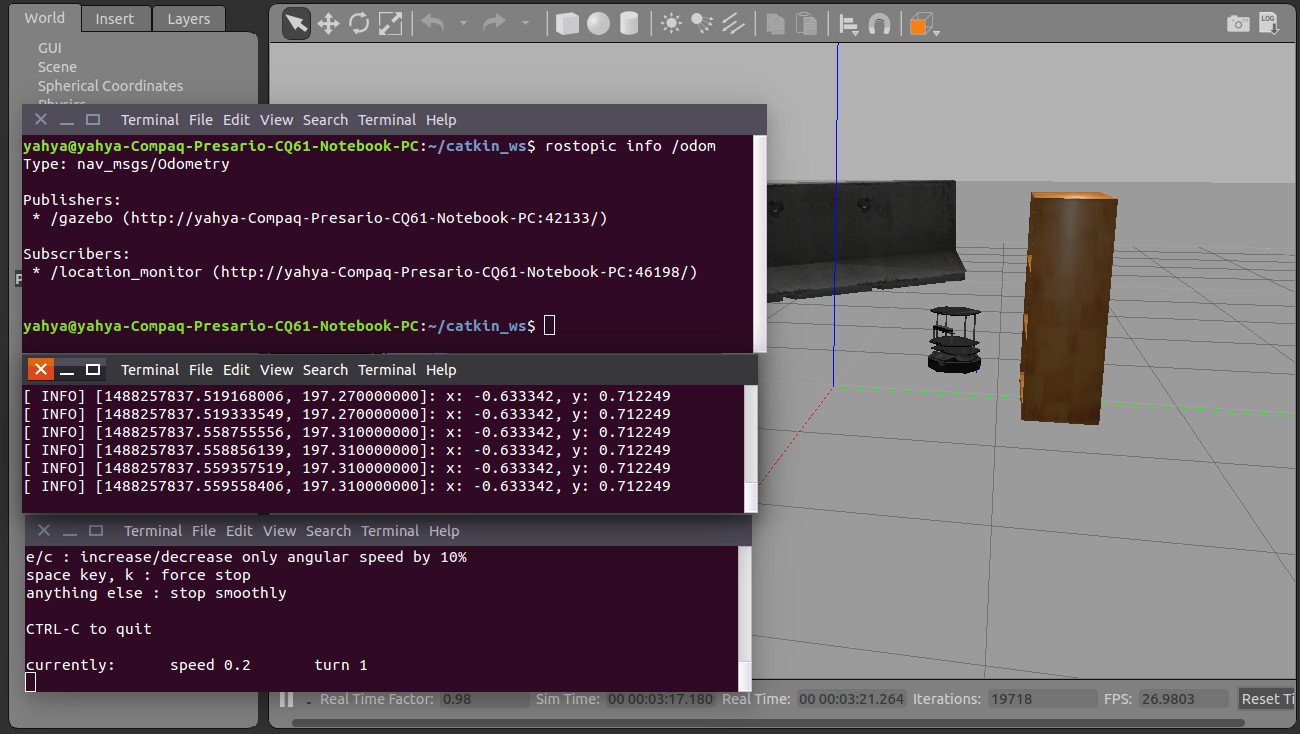 World Insert Layers
GUI
Scene
Spherical Coordinates
Physics
LOG
Terminal File Edit View Search Terminal Help
yahya@yahya-Compaq-Presario-CQ61-Notebook-PC:~/catkin_ws$ rostopic info /odom
Type: nav_msgs/Odometry
Publishers:
* /gazebo (http://yahya-Compaq-Presario-CQ61-Notebook-PC:42133/)
Subscribers:
* /location_monitor (http://yahya-Compaq-Presario-CQ61-Notebook-PC:46198/)
yahya@yahya-Compaq-Presario-CQ61-Notebook-PC:~/catkin_ws$
Terminal File Edit View Search Terminal Help
[ INFO] [1488257837.519168006, 197.270000000]: x: -0.633342, y: 0.712249
[ INFO] [1488257837.519333549, 197.270000000]: x: -0.633342, y: 0.712249
[ INFO] [1488257837.558755556, 197.310000000]: x: -0.633342, y: 0.712249
[ INFO] [1488257837.558856139, 197.310000000]: x: -0.633342, y: 0.712249
[ INFO] [1488257837.559357519, 197.310000000]: x: -0.633342, y: 0.712249
[ INFO] [1488257837.559558406, 197.310000000]: x: -0.633342, y: 0.712249
Terminal File Edit View Search Terminal Help
e/c : increase/decrease only angular speed by 10%
space key, k : force stop
anything else : stop smoothly
CTRL-C to quit
currently: speed 0.2 turn 1
Real Time Factor: 0.98 Sim Time: 00 00:03:17.180 Real Time: 00 00:03:21.264 Iterations: 19718 FPS: 26.9803 Reset Ti